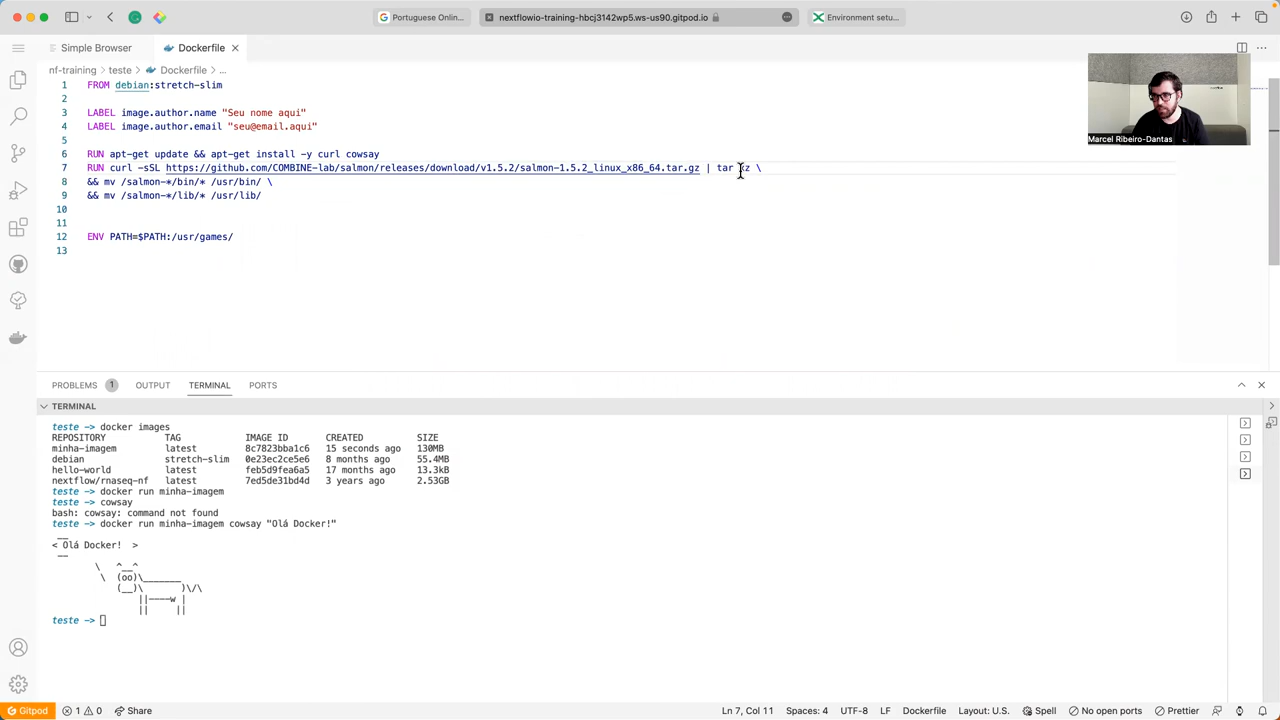 Portuguese Onlin...
nextflowio-training-hbcj3142wp5.ws-us90.gitpod.io
Environment setu...
Simple Browser
Dockerfile
nf-training > teste > Dockerfile > ...
1 FROM debian:stretch-slim
2
3 LABEL image.author.name "Seu nome aqui"
4 LABEL image.author.email "seu@email.aqui"
5
6 RUN apt-get update && apt-get install -y curl cowsay
7 RUN curl -sSL https://github.com/COMBINE-lab/salmon/releases/download/v1.5.2/salmon-1.5.2_linux_x86_64.tar.gz | tar xz \
8 && mv /salmon-*/bin/* /usr/bin/ \
9 && mv /salmon-*/lib/* /usr/lib/
10
11
12 ENV PATH=$PATH:/usr/games/
13
Marcel Ribeiro-Dantas
PROBLEMS 1 OUTPUT TERMINAL PORTS
TERMINAL
teste -> docker images
REPOSITORY TAG IMAGE ID CREATED SIZE
minha-imagem latest 8c7823bba1c6 15 seconds ago 130MB
debian stretch-slim 0e23ec2ce5e6 8 months ago 55.4MB
hello-world latest feb5d9fea6a5 17 months ago 13.3kB
nextflow/rnaseq-nf latest 7ed5de31bd4d 3 years ago 2.53GB
teste -> docker run minha-imagem
teste -> cowsay
bash: cowsay: command not found
teste -> docker run minha-imagem cowsay "Olá Docker!"
__
< Olá Docker! >
--
\ ^__^
\ (oo)\_______
(__)\ )\/\
||----w |
|| ||
teste ->
Gitpod 1 0 Share Ln 7, Col 11 Spaces: 4 UTF-8 LF Dockerfile Layout: U.S. Spell No open ports Prettier